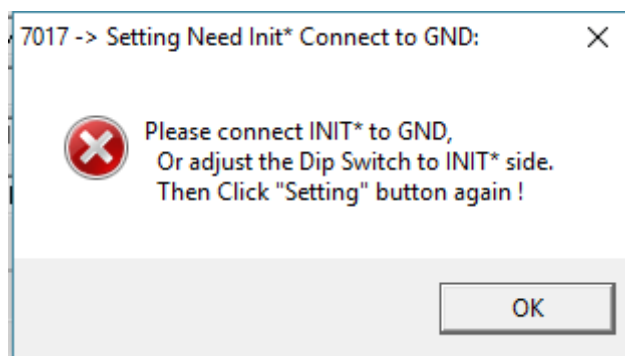 7017 -> Setting Need Init* Connect to GND:
Please connect INIT* to GND,
Or adjust the Dip Switch to INIT* side.
Then Click "Setting" button again !
OK